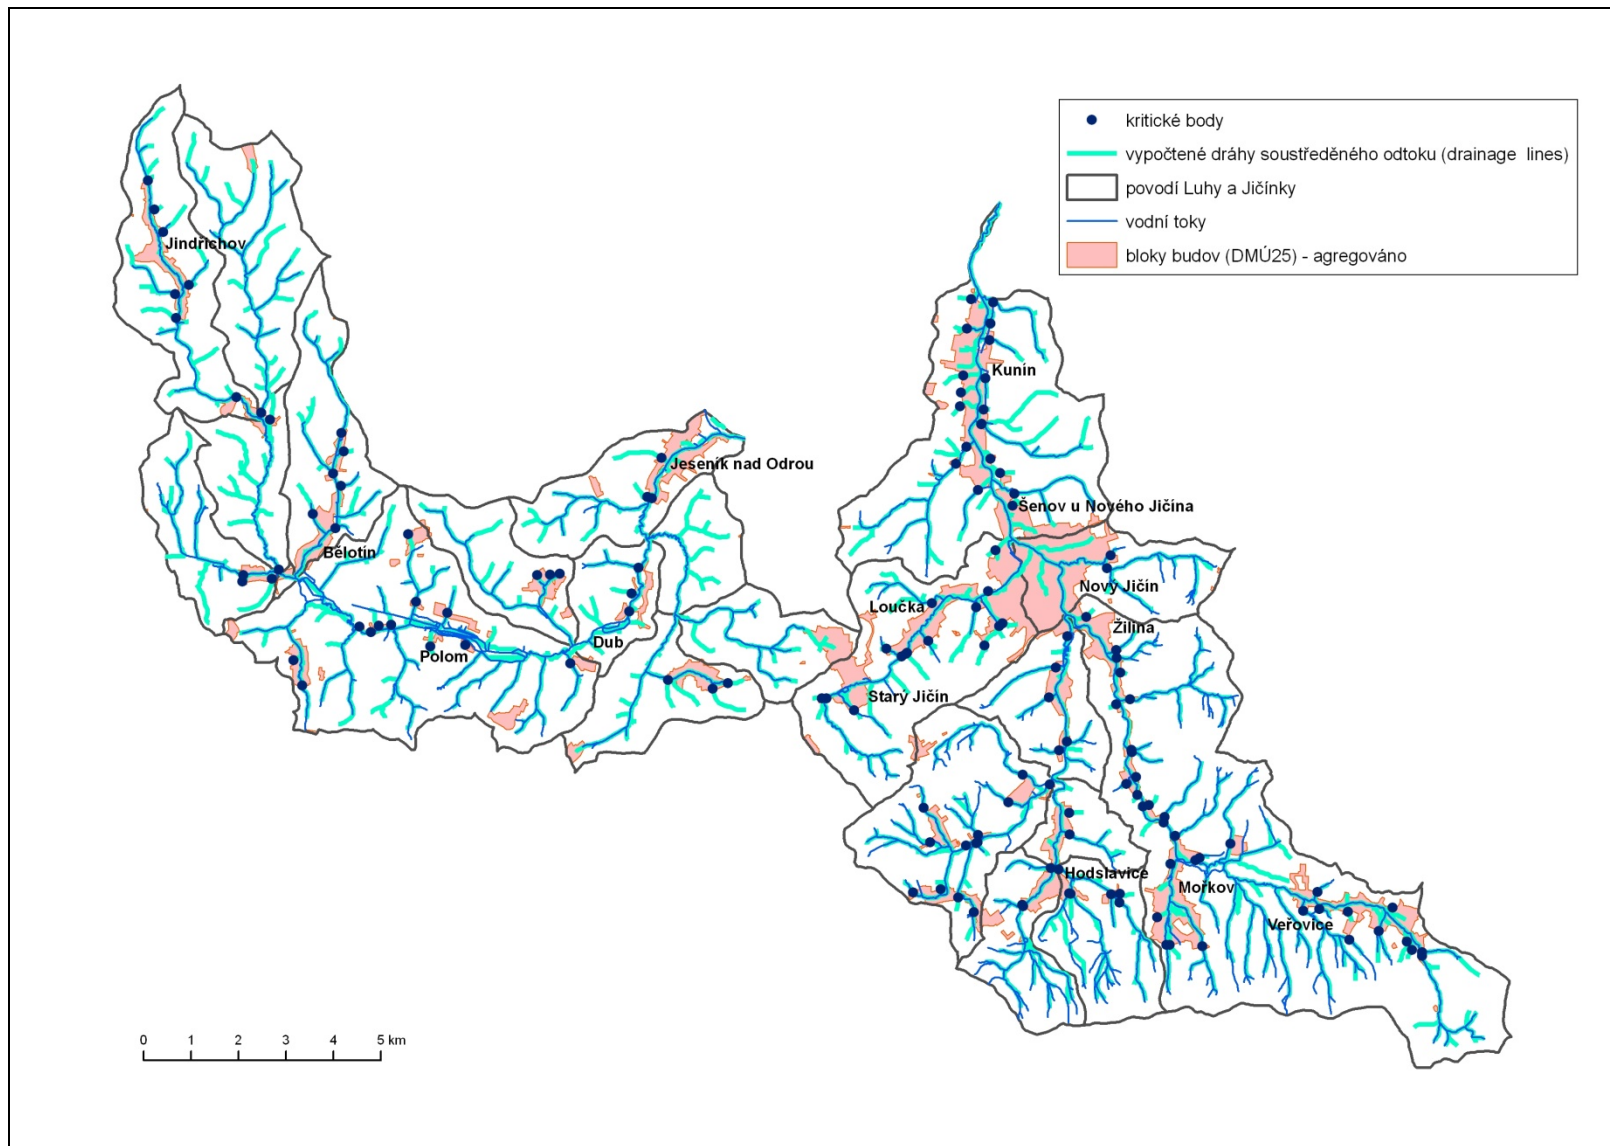 kritické body
vypočtené dráhy soustředěného odtoku (drainage lines)
povodí Luhy a Jičínky
vodní toky
bloky budov (DMÚ25) - agregováno
Jindřichov
Kunín
Jeseník nad Odrou
Šenov u Nového Jičína
Bělotín
Nový Jičín
Loučka
Žilina
Dub
Polom
Starý Jičín
Hodslavice
Mořkov
Veřovice
0 1 2 3 4 5 km